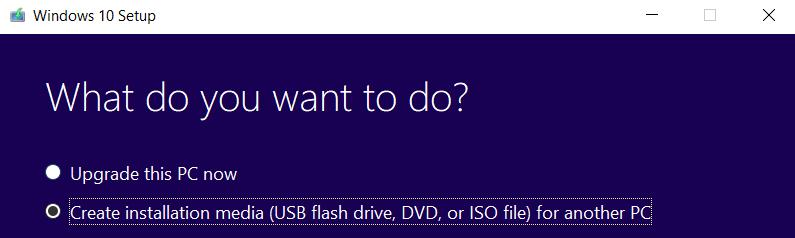 Windows 10 Setup
What do you want to do?
Upgrade this PC now
Create installation media (USB flash drive, DVD, or ISO file) for another PC